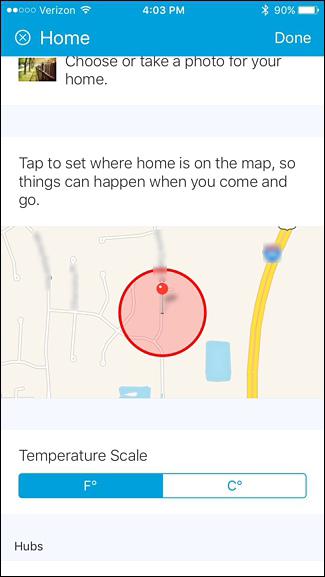 Verizon 4:03 PM 90%
Home Done
Choose or take a photo for your
home.
Tap to set where home is on the map, so
things can happen when you come and
go.
Temperature Scale
F° C°
Hubs